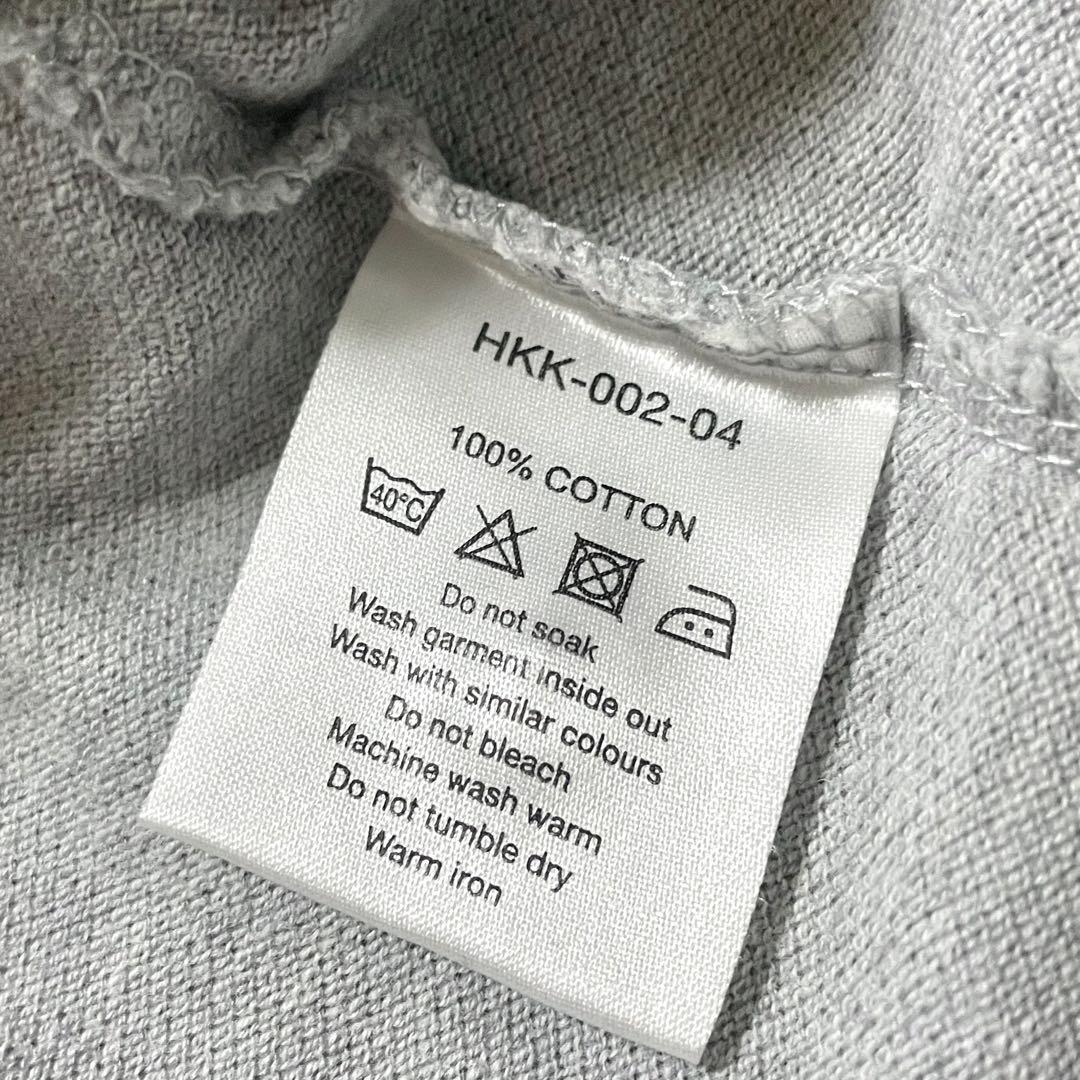 HKK-002-04
100% COTTON
40°C
Do not soak
Wash garment inside out
Wash with similar colours
Do not bleach
Machine wash warm
Do not tumble dry
Warm iron